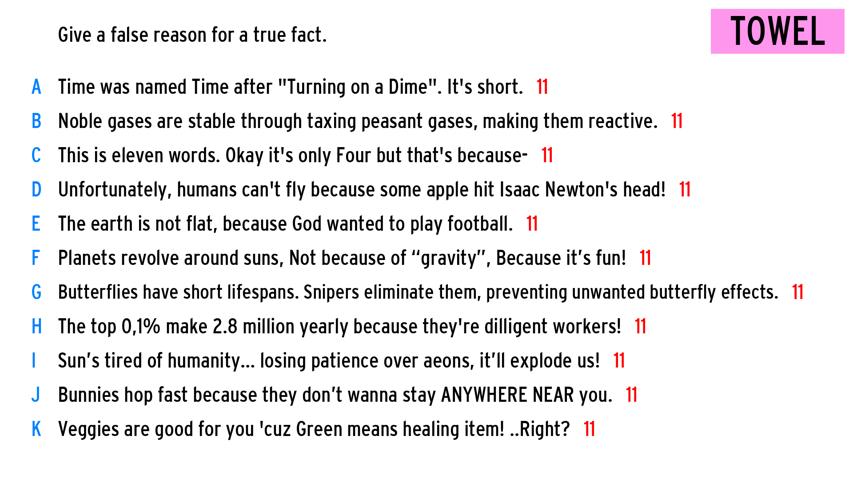 Give a false reason for a true fact.
TOWEL
A Time was named Time after "Turning on a Dime". It's short. 11
B Noble gases are stable through taxing peasant gases, making them reactive. 11
C This is eleven words. Okay it's only Four but that's because- 11
D Unfortunately, humans can't fly because some apple hit Isaac Newton's head! 11
E The earth is not flat, because God wanted to play football. 11
F Planets revolve around suns, Not because of “gravity”, Because it’s fun! 11
G Butterflies have short lifespans. Snipers eliminate them, preventing unwanted butterfly effects. 11
H The top 0,1% make 2.8 million yearly because they're dilligent workers! 11
I Sun’s tired of humanity... losing patience over aeons, it’ll explode us! 11
J Bunnies hop fast because they don’t wanna stay ANYWHERE NEAR you. 11
K Veggies are good for you 'cuz Green means healing item! ..Right? 11